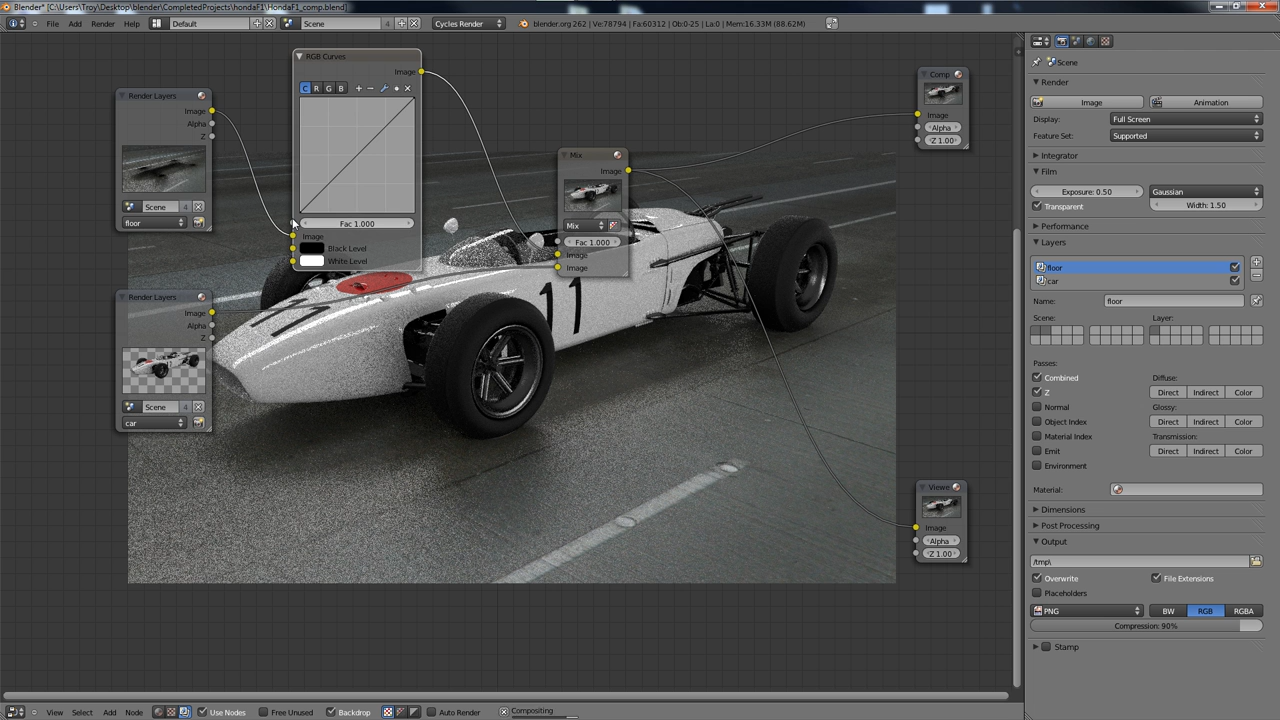 Blender* [C:\Users\Troy\Desktop\CompletedProjects\hondaF1\HondaF1_comp.blend]
File Add Render Help Default Scene 4 Cycles Render blender.org 262 | Ve:78794 | Fa:60312 | Ob:0-25 | La:0 | Mem:16.33M (88.62M)
RGB Curves
Image
C R G B
Fac 1.000
Image
Black Level
White Level
Render Layers
Image
Alpha
Z
Scene 4
floor
Render Layers
Image
Alpha
Z
Scene 4
car
Mix
Image
Mix
Fac 1.000
Image
Image
11
Comp
Image
Alpha
Z 1.00
Viewe
Image
Alpha
Z 1.00
Scene
Render
Image Animation
Display: Full Screen
Feature Set: Supported
Integrator
Film
Exposure: 0.50 Gaussian
Transparent Width: 1.50
Performance
Layers
floor
car
Name: floor
Scene: Layer:
Passes:
Combined Diffuse:
Z Direct Indirect Color
Normal Glossy:
Object Index Direct Indirect Color
Material Index Transmission:
Emit Direct Indirect Color
Environment
Material:
Dimensions
Post Processing
Output
/tmp\
Overwrite File Extensions
Placeholders
PNG BW RGB RGBA
Compression: 90%
Stamp
View Select Add Node Use Nodes Free Unused Backdrop Auto Render Compositing